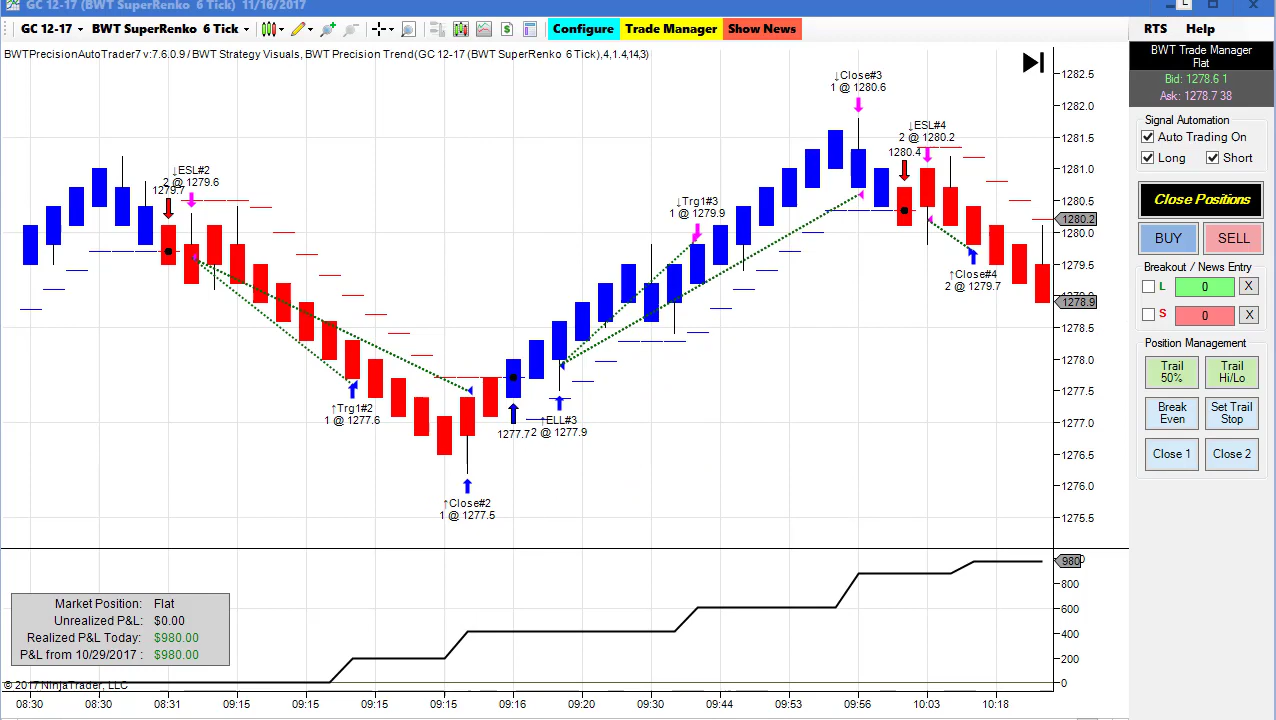 GC 12-17 (BWT SuperRenko 6 Tick) 11/16/2017
GC 12-17 BWT SuperRenko 6 Tick Configure Trade Manager Show News RTS Help
BWTPrecisionAutoTrader7 v:7.6.0.9 / BWT Strategy Visuals, BWT Precision Trend(GC 12-17 (BWT SuperRenko 6 Tick),4,1.4,14,3)
BWT Trade Manager
Flat
Bid: 1278.6 1
Ask: 1278.7 38
Signal Automation
Auto Trading On
Long Short
Close Positions
BUY SELL
Breakout / News Entry
L 0 X
S 0 X
Position Management
Trail 50%
Trail Hi/Lo
Break Even
Set Trail Stop
Close 1 Close 2
↓ESL#2
2 @ 1279.6
1279.7
↑Trg1#2
1 @ 1277.6
↑Close#2
1 @ 1277.5
1277.7
↑ELL#3
2 @ 1277.9
↓Trg1#3
1 @ 1279.9
↓Close#3
1 @ 1280.6
↓ESL#4
2 @ 1280.2
1280.4
↑Close#4
2 @ 1279.7
1282.5
1282.0
1281.5
1281.0
1280.5
1280.2
1280.0
1279.5
1278.9
1278.5
1278.0
1277.5
1277.0
1276.5
1276.0
1275.5
980
800
600
400
200
0
Market Position: Flat
Unrealized P&L: $0.00
Realized P&L Today: $980.00
P&L from 10/29/2017 : $980.00
© 2017 NinjaTrader, LLC
08:30 08:30 08:31 09:15 09:15 09:15 09:15 09:16 09:26 09:30 09:44 09:53 09:56 10:03 10:18